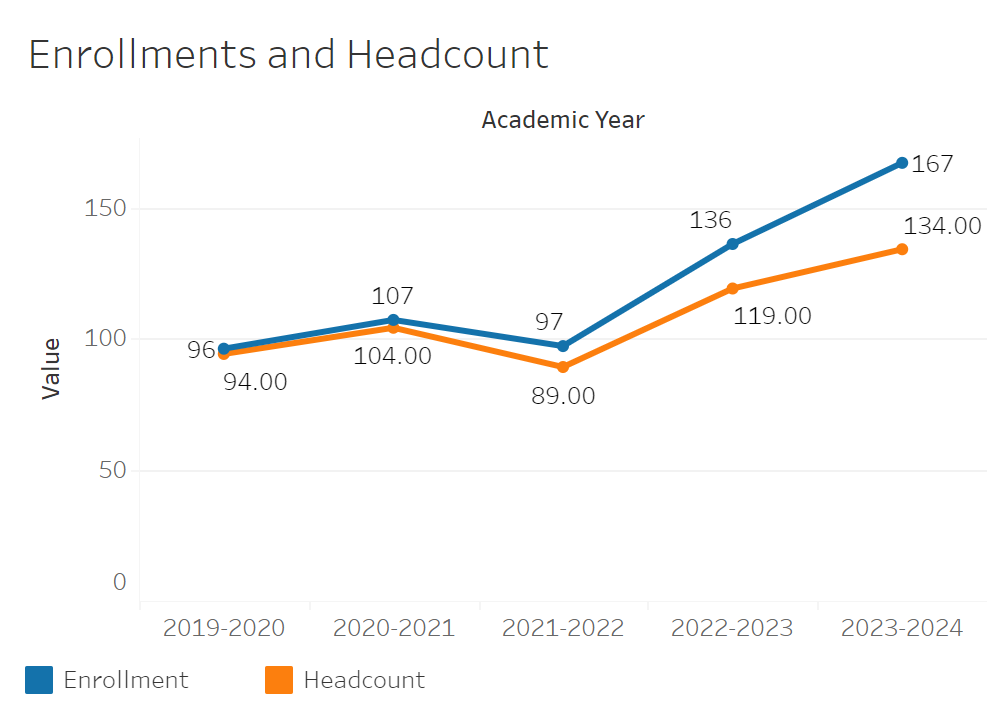 Enrollments and Headcount
Academic Year
167
150
136
134.00
119.00
107
97
100
96
104.00
94.00
89.00
Value
50
0
2019-2020 2020-2021 2021-2022 2022-2023 2023-2024
Enrollment Headcount